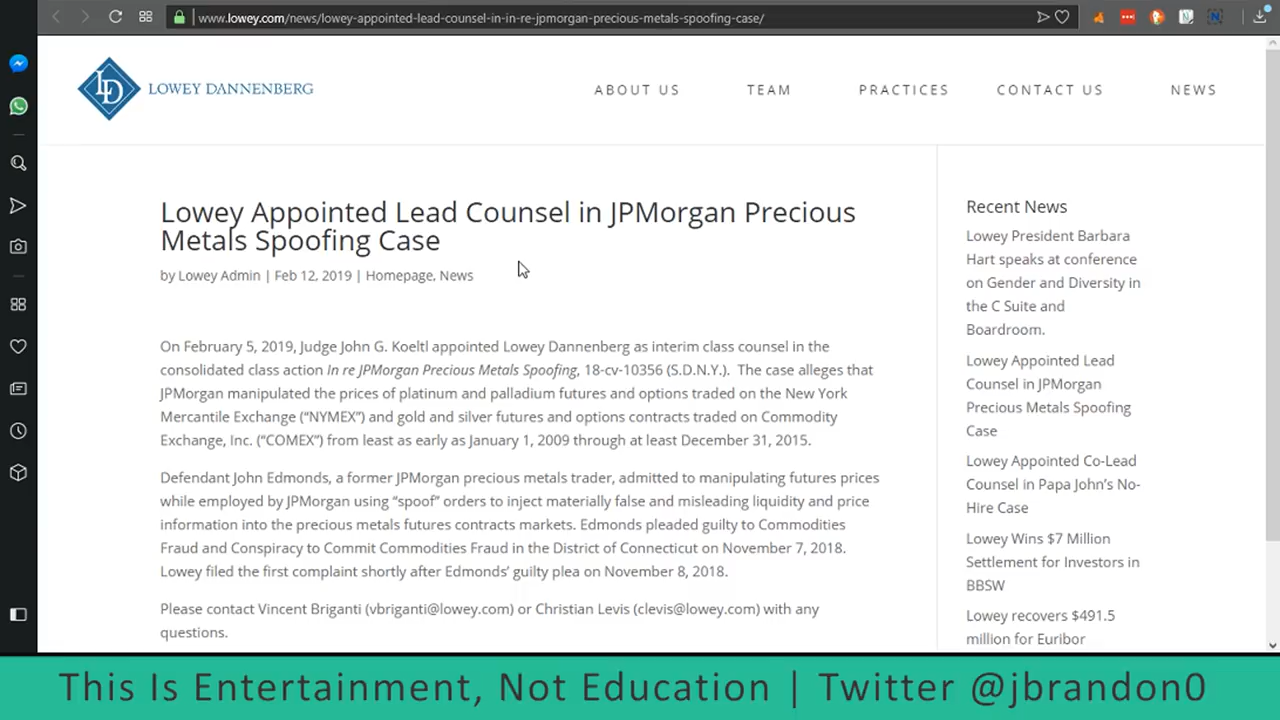 www.lowey.com/news/lowey-appointed-lead-counsel-in-in-re-jpmorgan-precious-metals-spoofing-case/
LD LOWEY DANNENBERG
ABOUT US TEAM PRACTICES CONTACT US NEWS
Lowey Appointed Lead Counsel in JPMorgan Precious
Metals Spoofing Case
by Lowey Admin | Feb 12, 2019 | Homepage, News
On February 5, 2019, Judge John G. Koeltl appointed Lowey Dannenberg as interim class counsel in the
consolidated class action In re JPMorgan Precious Metals Spoofing, 18-cv-10356 (S.D.N.Y.). The case alleges that
JPMorgan manipulated the prices of platinum and palladium futures and options traded on the New York
Mercantile Exchange (“NYMEX”) and gold and silver futures and options contracts traded on Commodity
Exchange, Inc. (“COMEX”) from least as early as January 1, 2009 through at least December 31, 2015.
Defendant John Edmonds, a former JPMorgan precious metals trader, admitted to manipulating futures prices
while employed by JPMorgan using “spoof” orders to inject materially false and misleading liquidity and price
information into the precious metals futures contracts markets. Edmonds pleaded guilty to Commodities
Fraud and Conspiracy to Commit Commodities Fraud in the District of Connecticut on November 7, 2018.
Lowey filed the first complaint shortly after Edmonds’ guilty plea on November 8, 2018.
Please contact Vincent Briganti (vbriganti@lowey.com) or Christian Levis (clevis@lowey.com) with any
questions.
Recent News
Lowey President Barbara
Hart speaks at conference
on Gender and Diversity in
the C Suite and
Boardroom.
Lowey Appointed Lead
Counsel in JPMorgan
Precious Metals Spoofing
Case
Lowey Appointed Co-Lead
Counsel in Papa John’s No-
Hire Case
Lowey Wins $7 Million
Settlement for Investors in
BBSW
Lowey recovers $491.5
million for Euribor
This Is Entertainment, Not Education | Twitter @jbrandon0